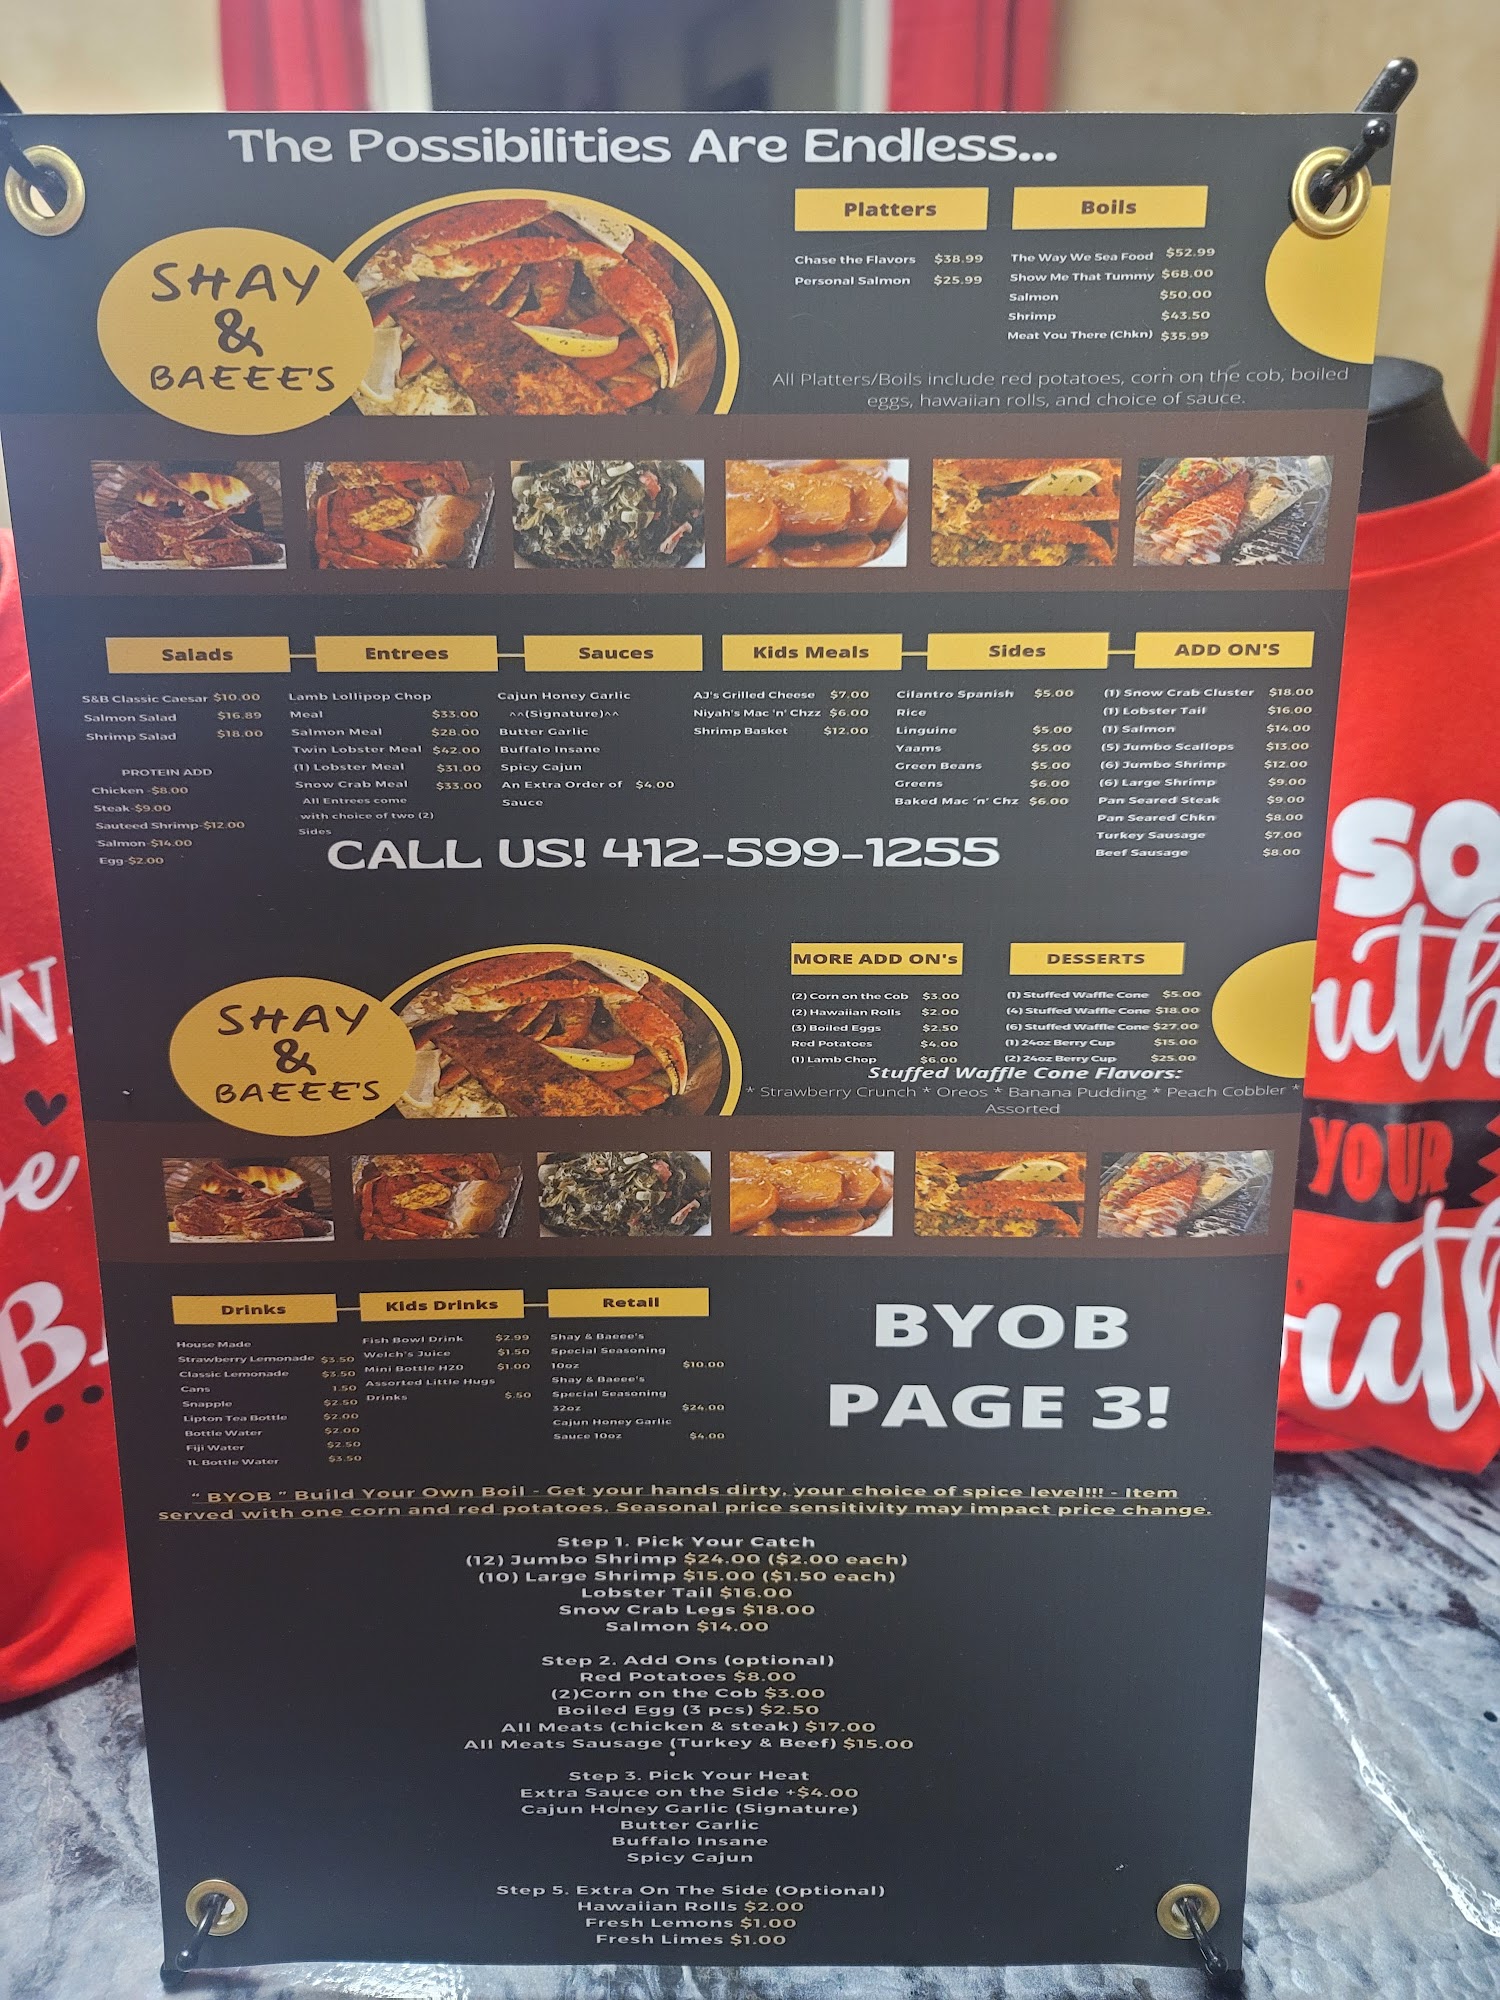 The Possibilities Are Endless...
SHAY
&
BAEEE'S
Platters
Chase the Flavors $38.99
Personal Salmon $25.99
Boils
The Way We Sea Food $52.99
Show Me That Tummy $68.00
Salmon $50.00
Shrimp $43.50
Meat You There (Chkn) $35.99
All Platters/Boils include red potatoes, corn on the cob, boiled
eggs, hawaiian rolls, and choice of sauce.
Salads
S&B Classic Caesar $10.00
Salmon Salad $16.89
Shrimp Salad $18.00
PROTEIN ADD
Chicken -$8.00
Steak-$9.00
Sauteed Shrimp-$12.00
Salmon-$14.00
Egg-$2.00
Entrees
Lamb Lollipop Chop
Meal $33.00
Salmon Meal $28.00
Twin Lobster Meal $42.00
(1) Lobster Meal $31.00
Snow Crab Meal $33.00
All Entrees come
with choice of two (2)
Sides
Sauces
Cajun Honey Garlic
^^(Signature)^^
Butter Garlic
Buffalo Insane
Spicy Cajun
An Extra Order of $4.00
Sauce
Kids Meals
AJ's Grilled Cheese $7.00
Niyah's Mac 'n' Chzz $6.00
Shrimp Basket $12.00
Sides
Cilantro Spanish $5.00
Rice
Linguine $5.00
Yaams $5.00
Green Beans $5.00
Greens $6.00
Baked Mac 'n' Chz $6.00
ADD ON'S
(1) Snow Crab Cluster $18.00
(1) Lobster Tail $16.00
(1) Salmon $14.00
(5) Jumbo Scallops $13.00
(6) Jumbo Shrimp $12.00
(6) Large Shrimp $9.00
Pan Seared Steak $9.00
Pan Seared Chkn $8.00
Turkey Sausage $7.00
Beef Sausage $8.00
CALL US! 412-599-1255
SHAY
&
BAEEE'S
MORE ADD ON's
(2) Corn on the Cob $3.00
(2) Hawaiian Rolls $2.00
(3) Boiled Eggs $2.50
Red Potatoes $4.00
(1) Lamb Chop $6.00
DESSERTS
(1) Stuffed Waffle Cone $5.00
(4) Stuffed Waffle Cone $18.00
(6) Stuffed Waffle Cone $27.00
(1) 24oz Berry Cup $15.00
(2) 24oz Berry Cup $25.00
Stuffed Waffle Cone Flavors:
* Strawberry Crunch * Oreos * Banana Pudding * Peach Cobbler *
Assorted
Drinks
House Made
Strawberry Lemonade $3.50
Classic Lemonade $3.50
Cans 1.50
Snapple $2.50
Lipton Tea Bottle $2.00
Bottle Water $2.00
Fiji Water $2.50
1L Bottle Water $3.50
Kids Drinks
Fish Bowl Drink $2.99
Welch's Juice $1.50
Mini Bottle H20 $1.00
Assorted Little Hugs
Drinks $.50
Retail
Shay & Baeee's
Special Seasoning
10oz $10.00
Shay & Baeee's
Special Seasoning
32oz $24.00
Cajun Honey Garlic
Sauce 10oz $4.00
BYOB
PAGE 3!
" BYOB " Build Your Own Boil - Get your hands dirty, your choice of spice level!!! - Item
served with one corn and red potatoes. Seasonal price sensitivity may impact price change.
Step 1. Pick Your Catch
(12) Jumbo Shrimp $24.00 ($2.00 each)
(10) Large Shrimp $15.00 ($1.50 each)
Lobster Tail $16.00
Snow Crab Legs $18.00
Salmon $14.00
Step 2. Add Ons (optional)
Red Potatoes $8.00
(2)Corn on the Cob $3.00
Boiled Egg (3 pcs) $2.50
All Meats (chicken & steak) $17.00
All Meats Sausage (Turkey & Beef) $15.00
Step 3. Pick Your Heat
Extra Sauce on the Side +$4.00
Cajun Honey Garlic (Signature)
Butter Garlic
Buffalo Insane
Spicy Cajun
Step 5. Extra On The Side (Optional)
Hawaiian Rolls $2.00
Fresh Lemons $1.00
Fresh Limes $1.00
SO
uth
YOUR